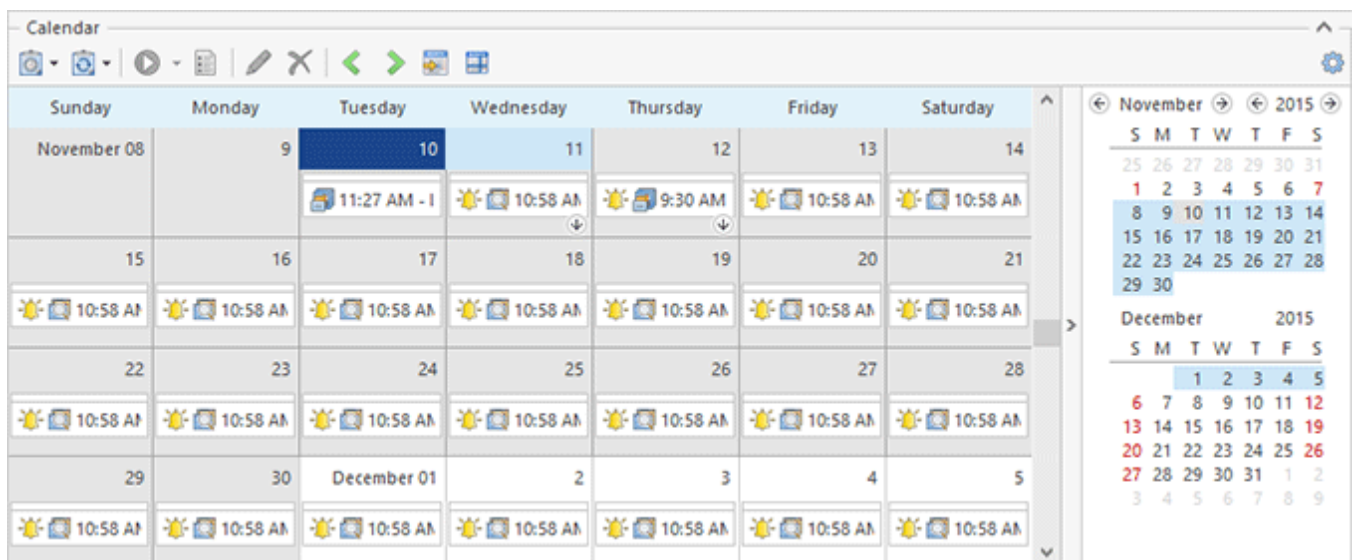 Calendar
Sunday Monday Tuesday Wednesday Thursday Friday Saturday
November 08 9 10 11 12 13 14
11:27 AM - I 10:58 AM 9:30 AM 10:58 AM 10:58 AM
15 16 17 18 19 20 21
10:58 AM 10:58 AM 10:58 AM 10:58 AM 10:58 AM 10:58 AM 10:58 AM
22 23 24 25 26 27 28
10:58 AM 10:58 AM 10:58 AM 10:58 AM 10:58 AM 10:58 AM 10:58 AM
29 30 December 01 2 3 4 5
10:58 AM 10:58 AM 10:58 AM 10:58 AM 10:58 AM 10:58 AM 10:58 AM
November 2015
S M T W T F S
25 26 27 28 29 30 31
1 2 3 4 5 6 7
8 9 10 11 12 13 14
15 16 17 18 19 20 21
22 23 24 25 26 27 28
29 30
December 2015
S M T W T F S
1 2 3 4 5
6 7 8 9 10 11 12
13 14 15 16 17 18 19
20 21 22 23 24 25 26
27 28 29 30 31 1 2
3 4 5 6 7 8 9